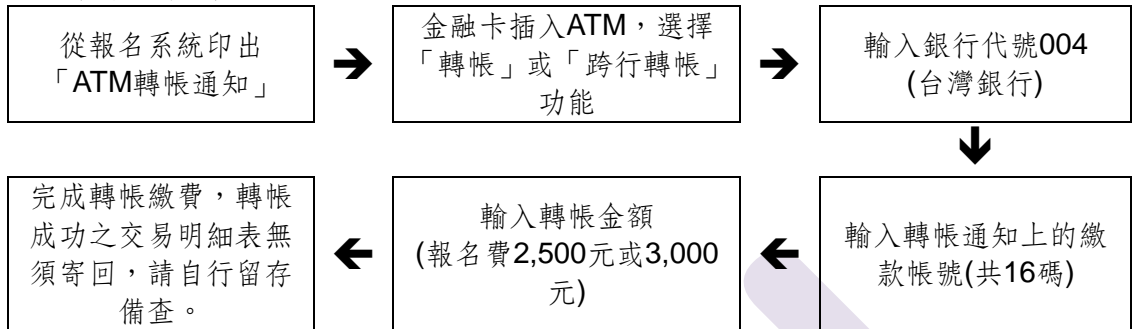 從報名系統印出
「ATM轉帳通知」
金融卡插入ATM，選擇
「轉帳」或「跨行轉帳」
功能
輸入銀行代號004
(台灣銀行)
輸入轉帳通知上的繳
款帳號(共16碼)
輸入轉帳金額
(報名費2,500元或3,000
元)
完成轉帳繳費，轉帳
成功之交易明細表無
須寄回，請自行留存
備查。